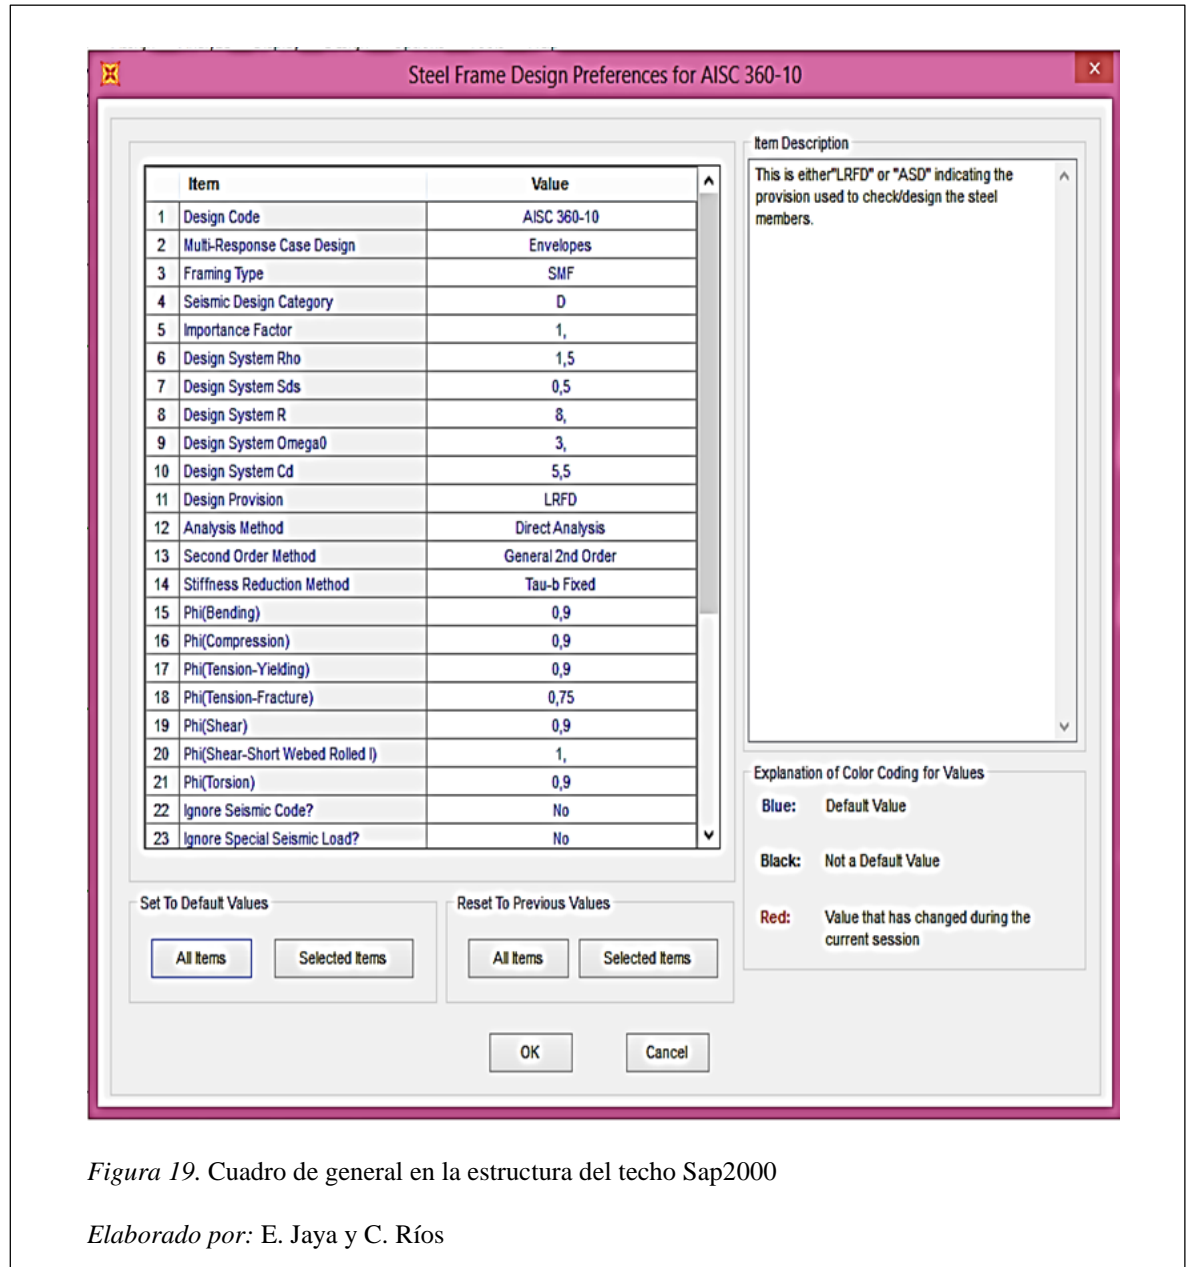 Steel Frame Design Preferences for AISC 360-10
x
Item Value
1 Design Code AISC 360-10
2 Multi-Response Case Design Envelopes
3 Framing Type SMF
4 Seismic Design Category D
5 Importance Factor 1,
6 Design System Rho 1,5
7 Design System Sds 0,5
8 Design System R 8,
9 Design System Omega0 3,
10 Design System Cd 5,5
11 Design Provision LRFD
12 Analysis Method Direct Analysis
13 Second Order Method General 2nd Order
14 Stiffness Reduction Method Tau-b Fixed
15 Phi(Bending) 0,9
16 Phi(Compression) 0,9
17 Phi(Tension-Yielding) 0,9
18 Phi(Tension-Fracture) 0,75
19 Phi(Shear) 0,9
20 Phi(Shear-Short Webed Rolled I) 1,
21 Phi(Torsion) 0,9
22 Ignore Seismic Code? No
23 Ignore Special Seismic Load? No
Item Description
This is either"LRFD" or "ASD" indicating the
provision used to check/design the steel
members.
Explanation of Color Coding for Values
Blue: Default Value
Black: Not a Default Value
Red: Value that has changed during the
current session
Set To Default Values
All Items Selected Items
Reset To Previous Values
All Items Selected Items
OK Cancel
Figura 19. Cuadro de general en la estructura del techo Sap2000
Elaborado por: E. Jaya y C. Ríos